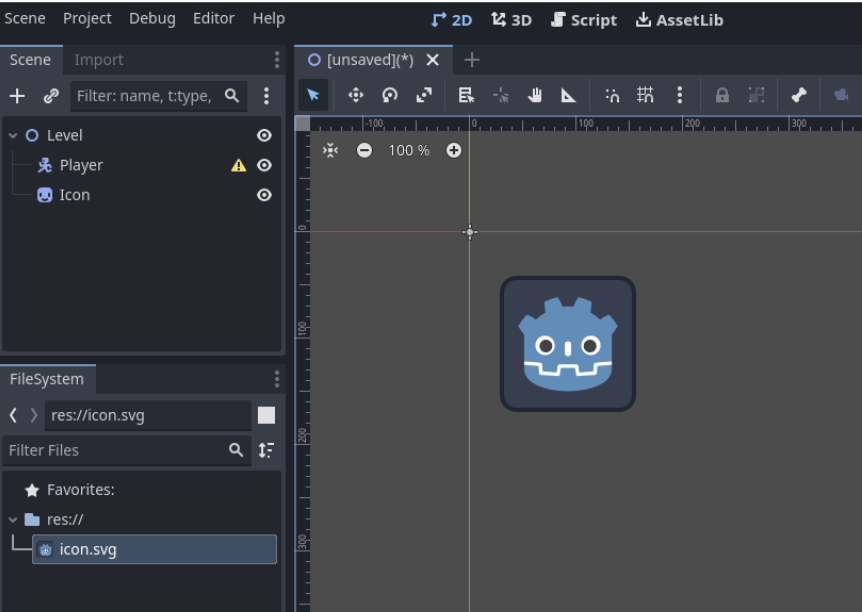 Scene Project Debug Editor Help 2D 3D Script AssetLib
Scene Import [unsaved](*)
Filter: name, t:type,
-100 0 100 200 300
Level 100 %
Player
Icon
0
100
FileSystem
res://icon.svg
200
Filter Files
Favorites:
res://
300
icon.svg